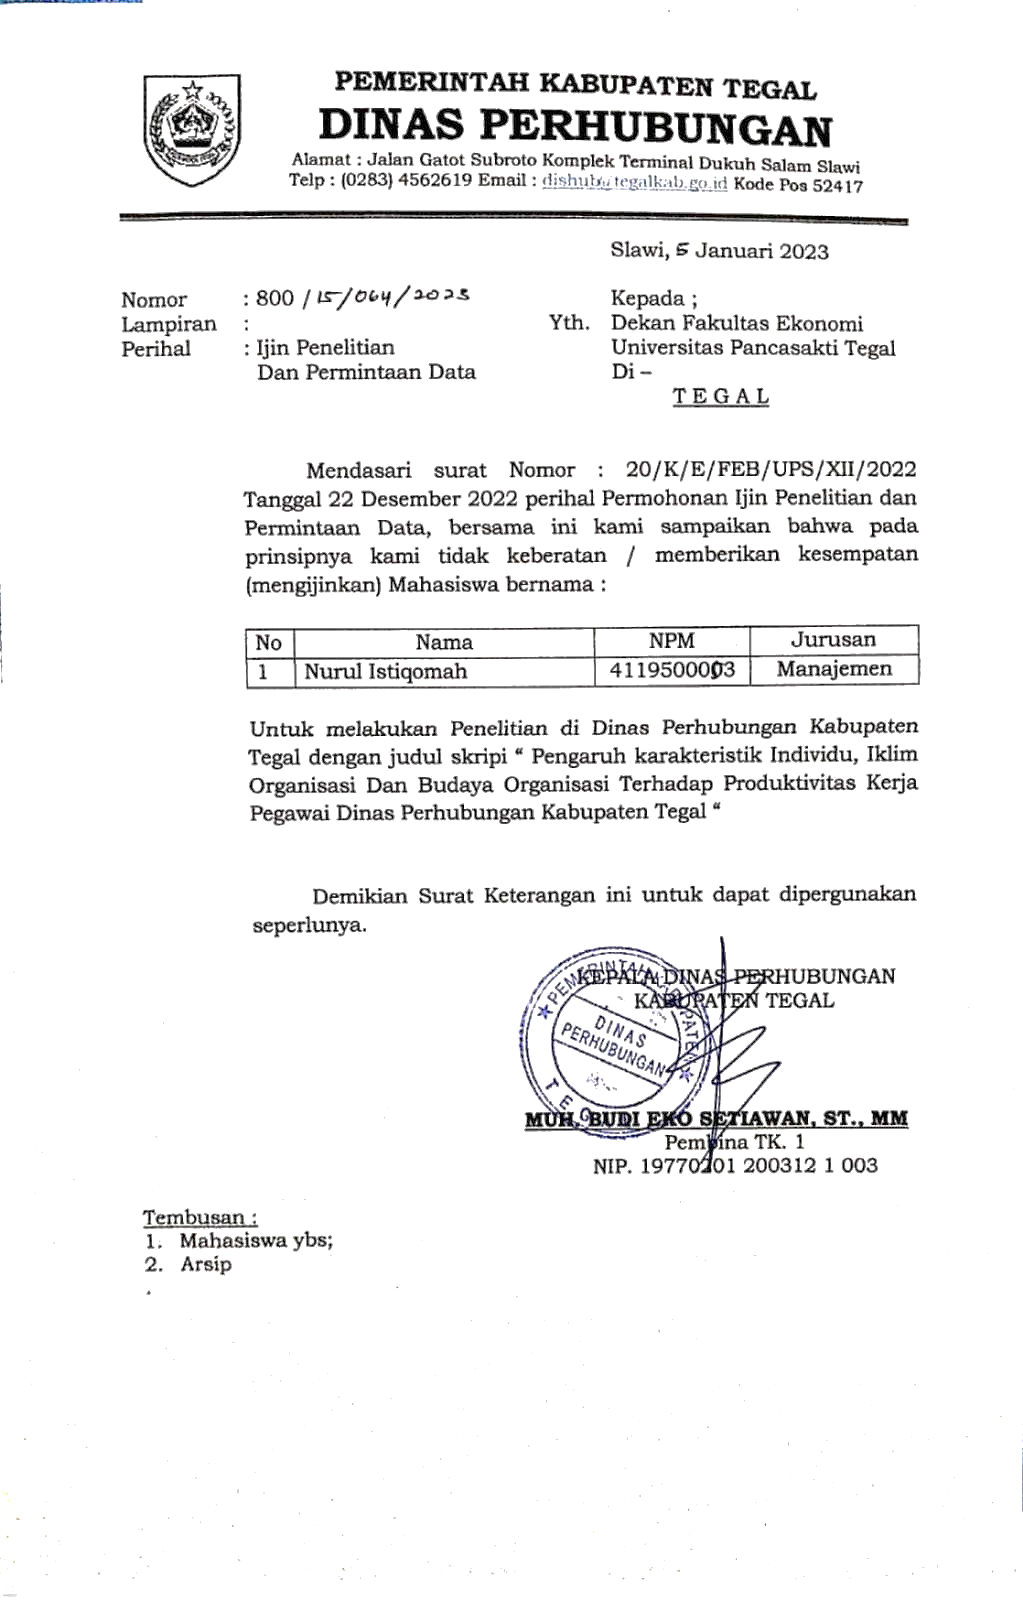 PEMERINTAH KABUPATEN TEGAL
DINAS PERHUBUNGAN
Alamat : Jalan Gatot Subroto Komplek Terminal Dukuh Salam Slawi
Telp : (0283) 4562619 Email : dishub@tegalkab.go.id Kode Pos 52417
Slawi, 5 Januari 2023
Nomor : 800 / 15/064/2023
Lampiran :
Perihal : Ijin Penelitian
Dan Permintaan Data
Kepada ;
Yth. Dekan Fakultas Ekonomi
Universitas Pancasakti Tegal
Di –
T E G A L
Mendasari surat Nomor : 20/K/E/FEB/UPS/XII/2022
Tanggal 22 Desember 2022 perihal Permohonan Ijin Penelitian dan
Permintaan Data, bersama ini kami sampaikan bahwa pada
prinsipnya kami tidak keberatan / memberikan kesempatan
(mengijinkan) Mahasiswa bernama :
No Nama NPM Jurusan
1 Nurul Istiqomah 4119500003 Manajemen
Untuk melakukan Penelitian di Dinas Perhubungan Kabupaten
Tegal dengan judul skripi “ Pengaruh karakteristik Individu, Iklim
Organisasi Dan Budaya Organisasi Terhadap Produktivitas Kerja
Pegawai Dinas Perhubungan Kabupaten Tegal “
Demikian Surat Keterangan ini untuk dapat dipergunakan
seperlunya.
KEPALA DINAS PERHUBUNGAN
KABUPATEN TEGAL
PEMERINTAH KABUPATEN
DINAS
PERHUBUNGAN
MUH. BUDI EKO SETIAWAN, ST., MM
Pembina TK. 1
NIP. 19770201 200312 1 003
Tembusan :
1. Mahasiswa ybs;
2. Arsip